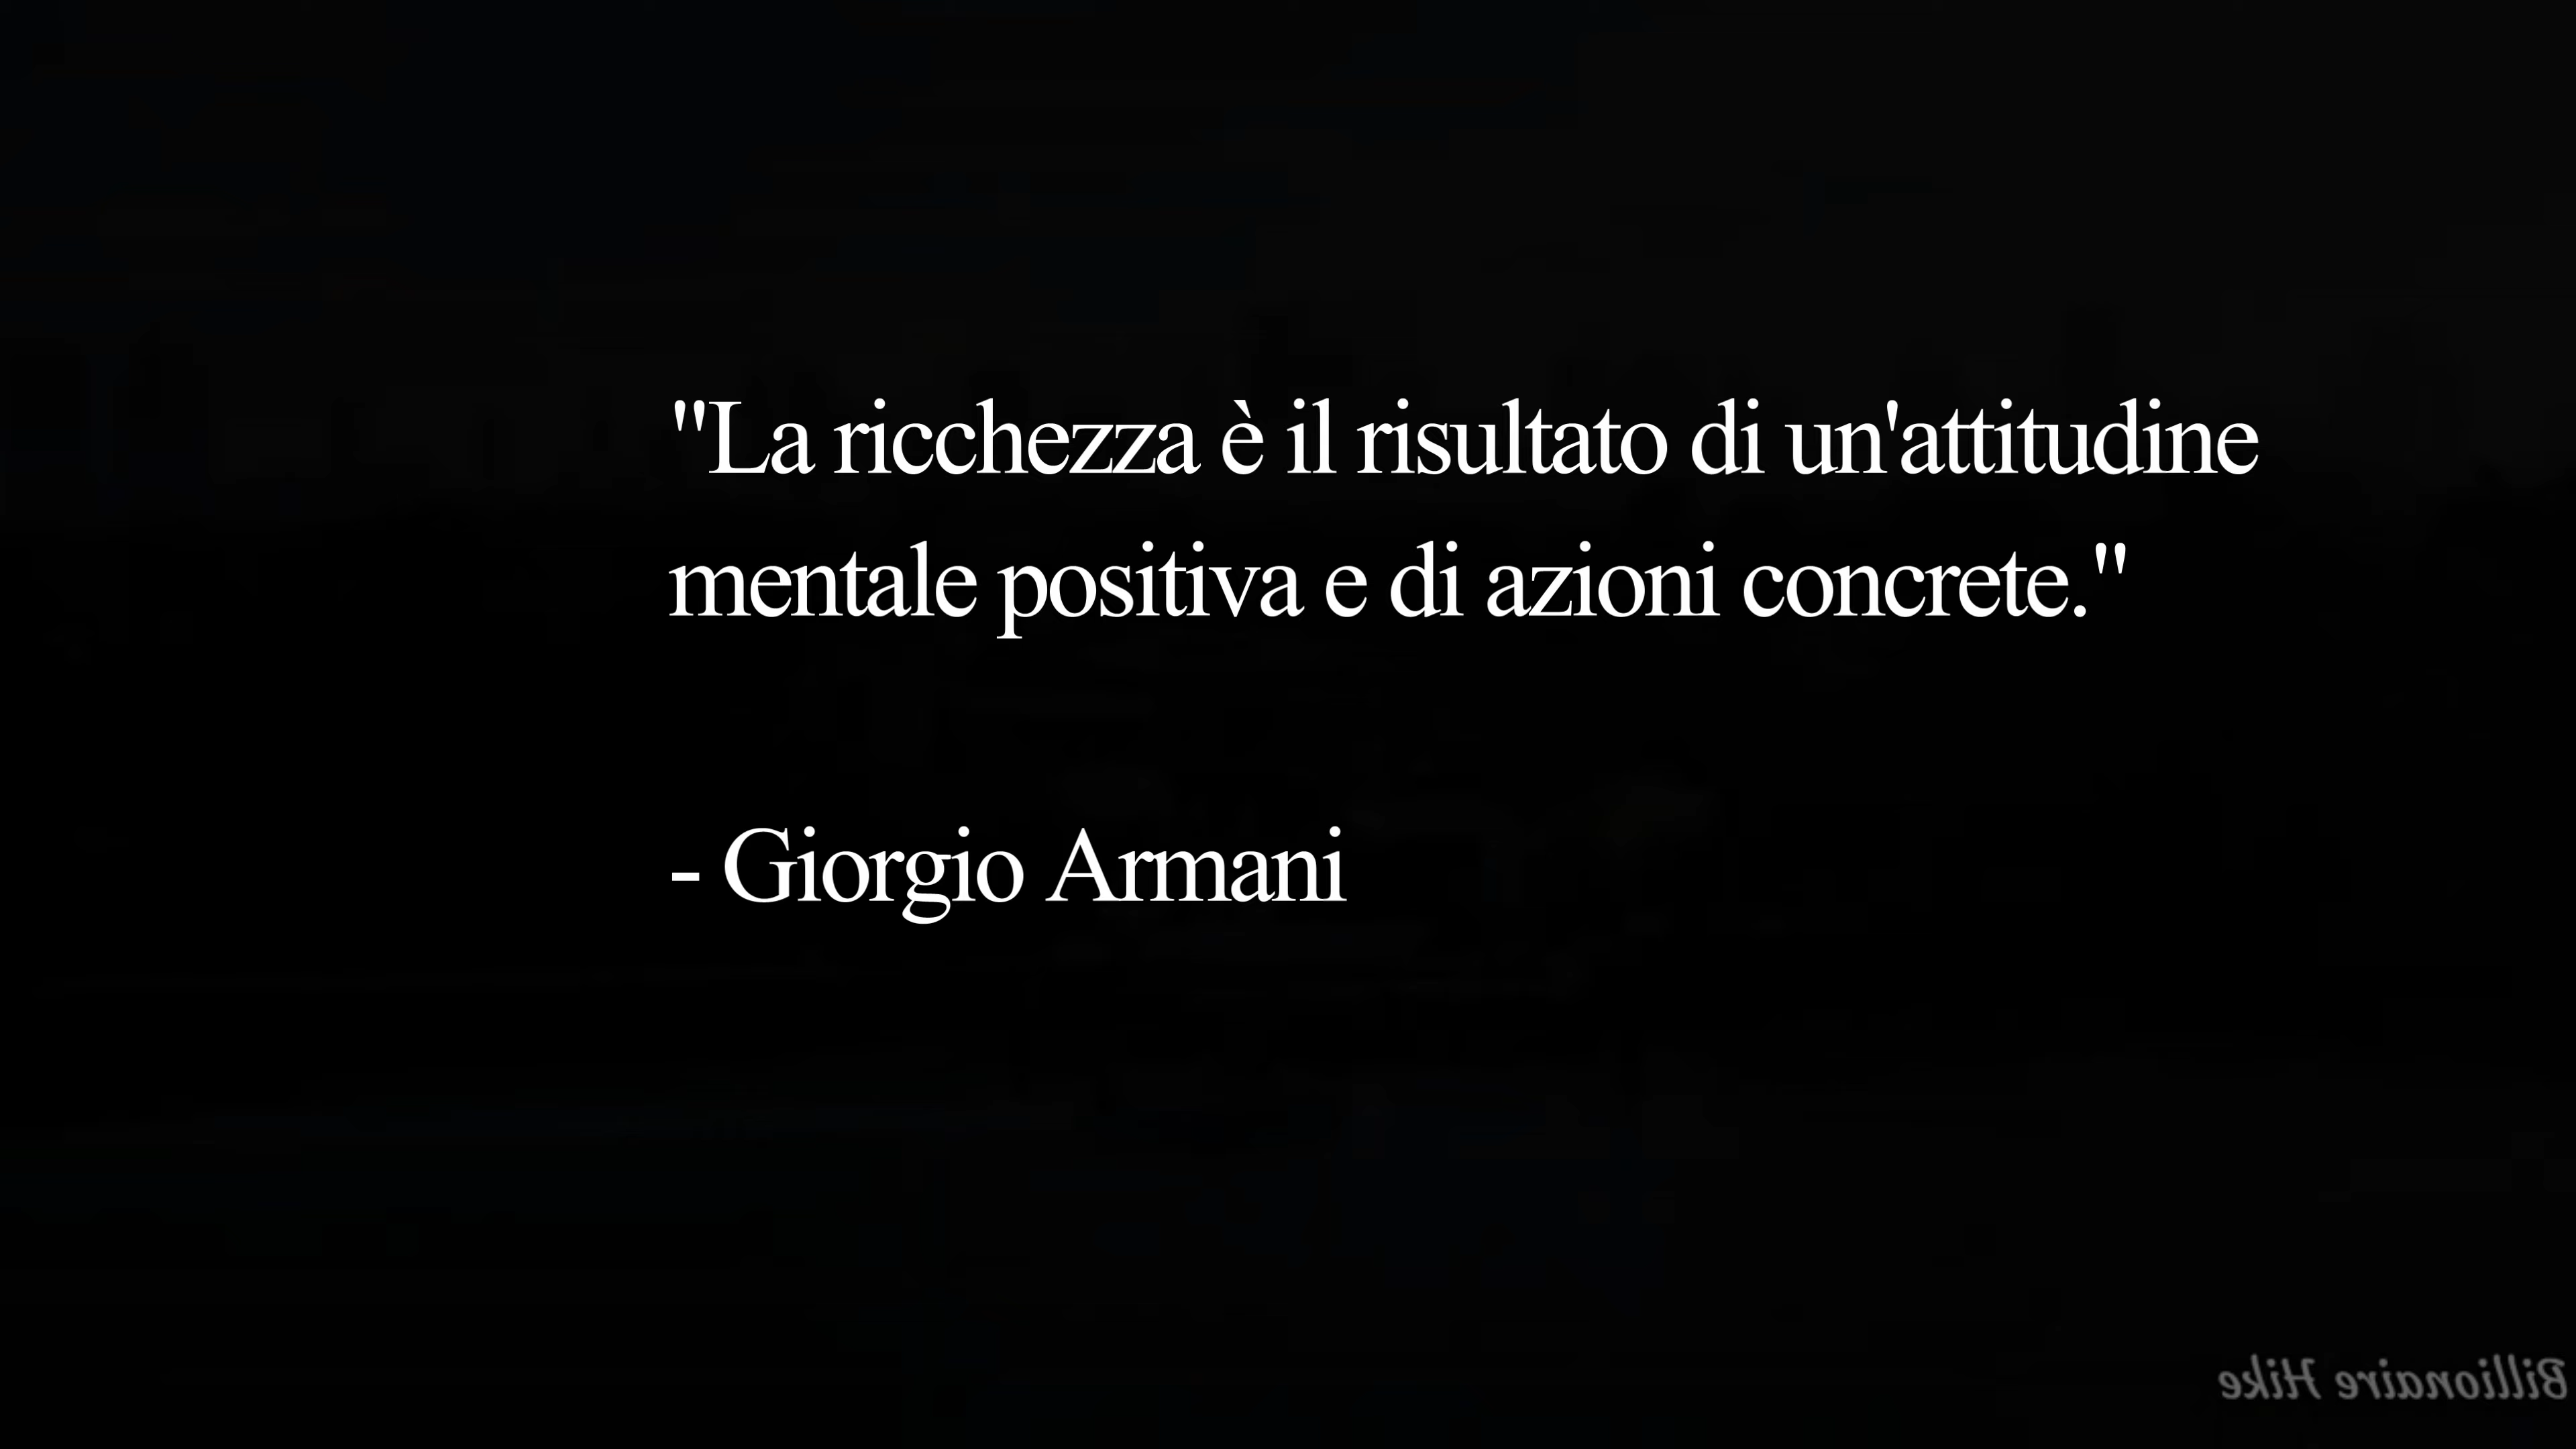 "La ricchezza è il risultato di un'attitudine
mentale positiva e di azioni concrete."
- Giorgio Armani
Billionaire Hike